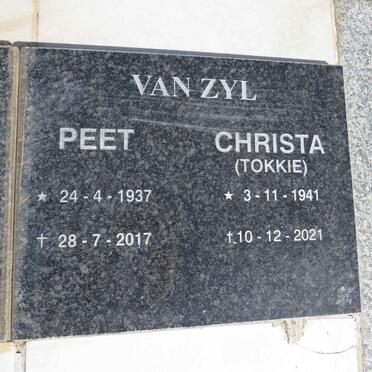 VAN ZYL
PEET CHRISTA
(TOKKIE)
★ 24 - 4 - 1937 ★ 3 - 11 - 1941
† 28 - 7 - 2017 † 10 - 12 - 2021